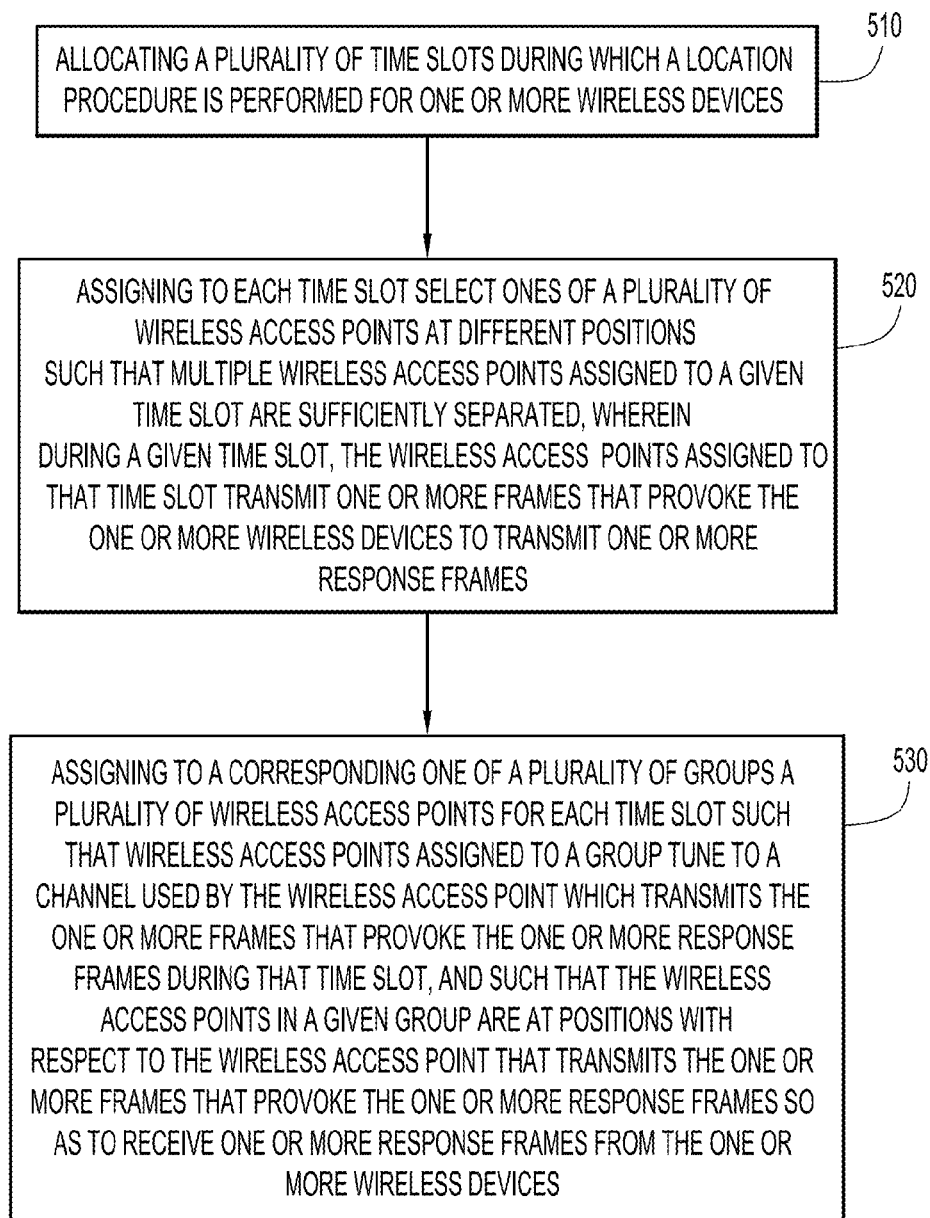 510
ALLOCATING A PLURALITY OF TIME SLOTS DURING WHICH A LOCATION
PROCEDURE IS PERFORMED FOR ONE OR MORE WIRELESS DEVICES
520
ASSIGNING TO EACH TIME SLOT SELECT ONES OF A PLURALITY OF
WIRELESS ACCESS POINTS AT DIFFERENT POSITIONS
SUCH THAT MULTIPLE WIRELESS ACCESS POINTS ASSIGNED TO A GIVEN
TIME SLOT ARE SUFFICIENTLY SEPARATED, WHEREIN
DURING A GIVEN TIME SLOT, THE WIRELESS ACCESS POINTS ASSIGNED TO
THAT TIME SLOT TRANSMIT ONE OR MORE FRAMES THAT PROVOKE THE
ONE OR MORE WIRELESS DEVICES TO TRANSMIT ONE OR MORE
RESPONSE FRAMES
530
ASSIGNING TO A CORRESPONDING ONE OF A PLURALITY OF GROUPS A
PLURALITY OF WIRELESS ACCESS POINTS FOR EACH TIME SLOT SUCH
THAT WIRELESS ACCESS POINTS ASSIGNED TO A GROUP TUNE TO A
CHANNEL USED BY THE WIRELESS ACCESS POINT WHICH TRANSMITS THE
ONE OR MORE FRAMES THAT PROVOKE THE ONE OR MORE RESPONSE
FRAMES DURING THAT TIME SLOT, AND SUCH THAT THE WIRELESS
ACCESS POINTS IN A GIVEN GROUP ARE AT POSITIONS WITH
RESPECT TO THE WIRELESS ACCESS POINT THAT TRANSMITS THE ONE OR
MORE FRAMES THAT PROVOKE THE ONE OR MORE RESPONSE FRAMES SO
AS TO RECEIVE ONE OR MORE RESPONSE FRAMES FROM THE ONE OR
MORE WIRELESS DEVICES